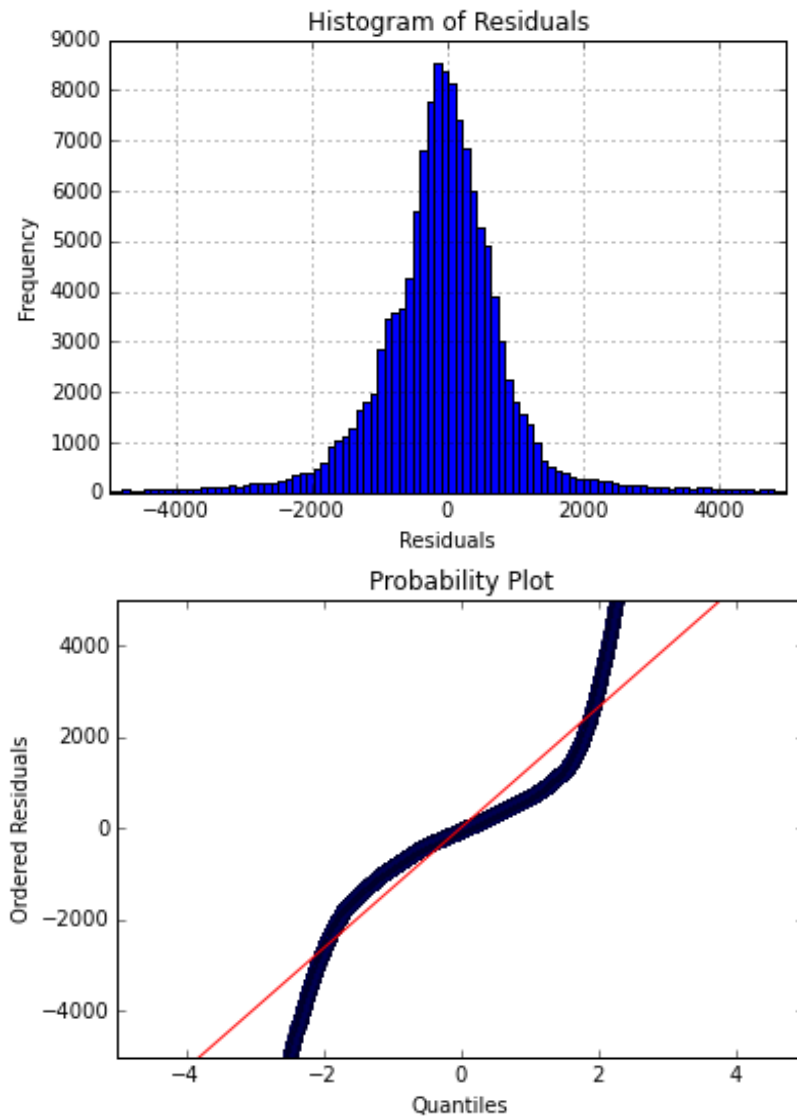 Histogram of Residuals
9000
8000
7000
6000
5000
4000
3000
2000
1000
0
Frequency
−4000 −2000 0 2000 4000
Residuals
Probability Plot
4000
2000
0
−2000
−4000
Ordered Residuals
−4 −2 0 2 4
Quantiles